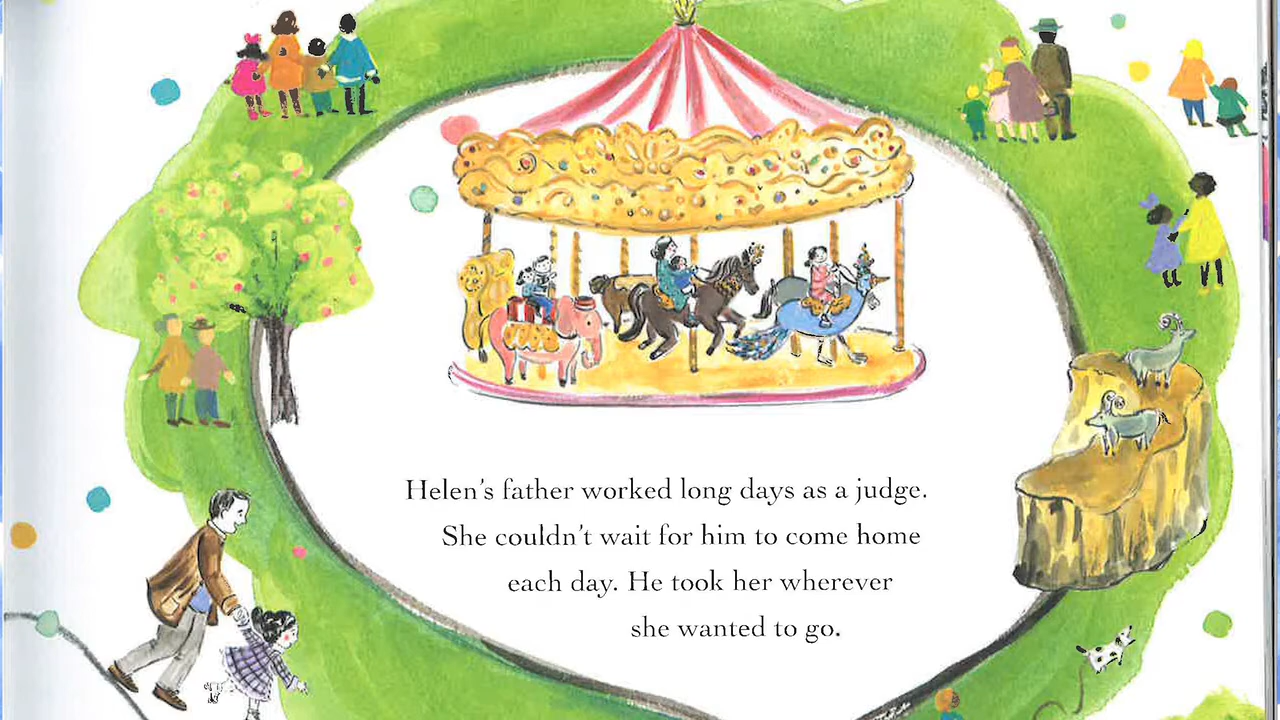 Helen's father worked long days as a judge.
She couldn't wait for him to come home
each day. He took her wherever
she wanted to go.